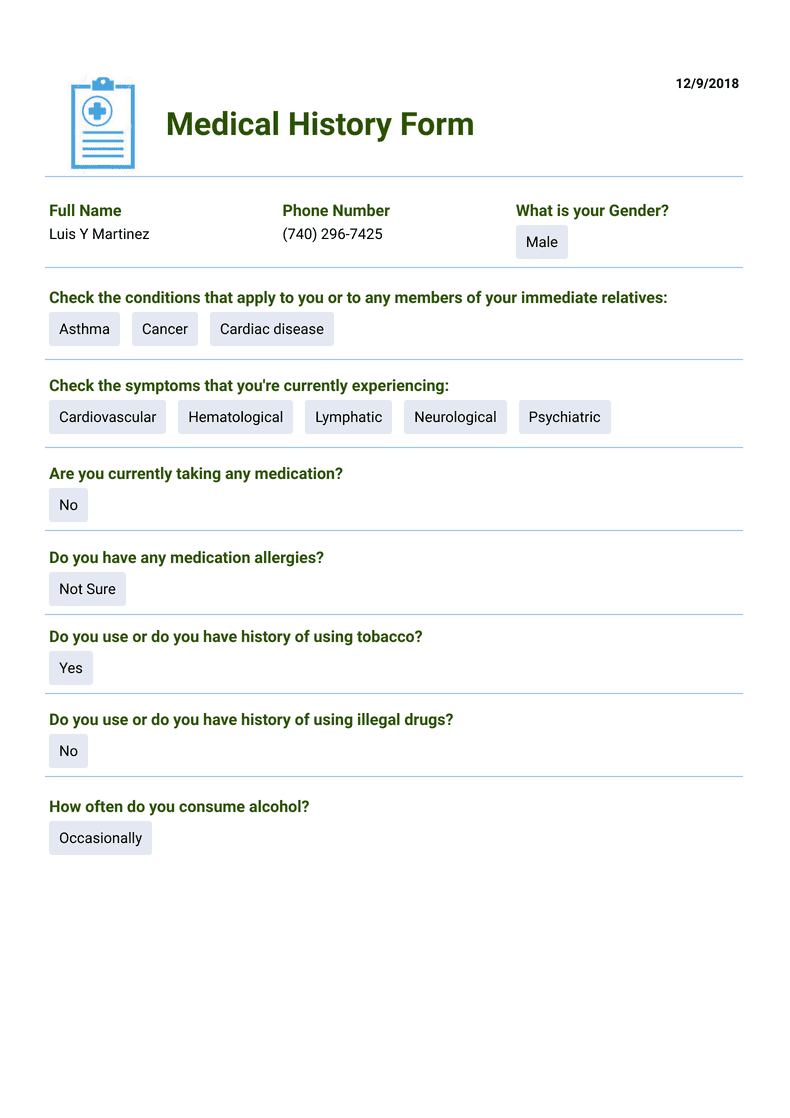 12/9/2018
Medical History Form
Full Name
Luis Y Martinez
Phone Number
(740) 296-7425
What is your Gender?
Male
Check the conditions that apply to you or to any members of your immediate relatives:
Asthma Cancer Cardiac disease
Check the symptoms that you're currently experiencing:
Cardiovascular Hematological Lymphatic Neurological Psychiatric
Are you currently taking any medication?
No
Do you have any medication allergies?
Not Sure
Do you use or do you have history of using tobacco?
Yes
Do you use or do you have history of using illegal drugs?
No
How often do you consume alcohol?
Occasionally